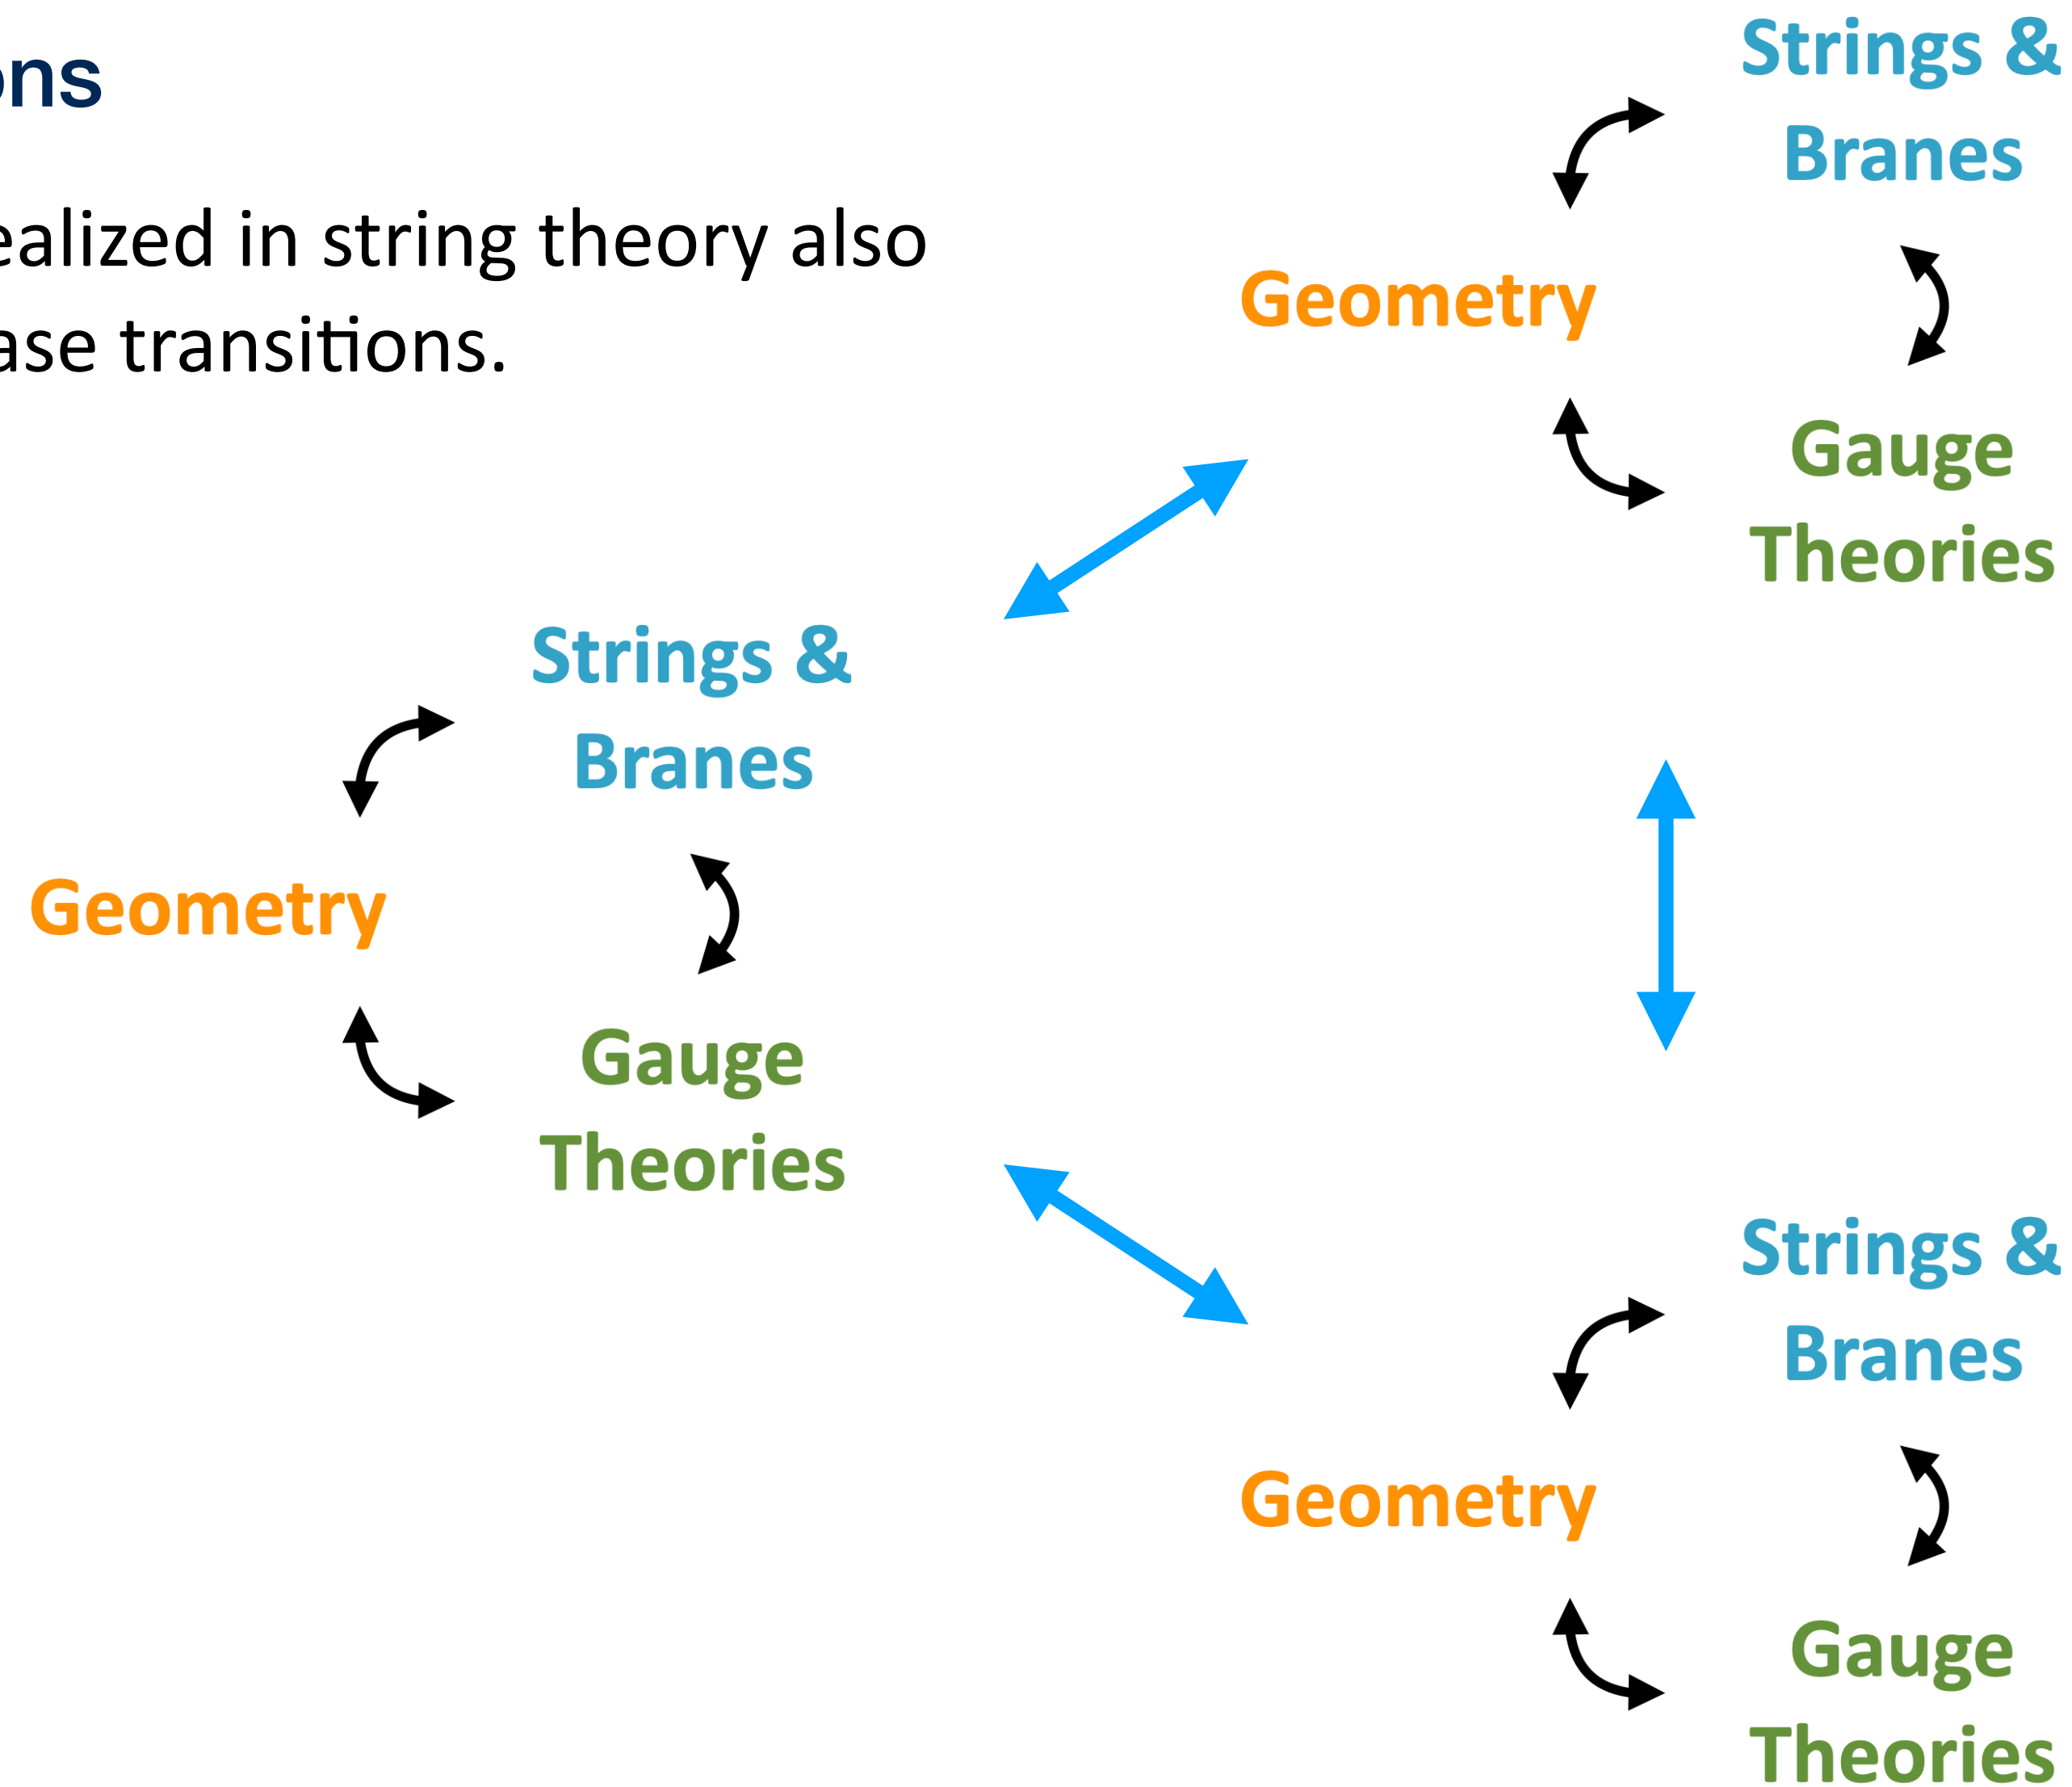 ns
ealized in string theory also
ase transitions.
Strings &
Branes
Geometry
Gauge
Theories
Strings &
Branes
Geometry
Gauge
Theories
Strings &
Branes
Geometry
Gauge
Theories